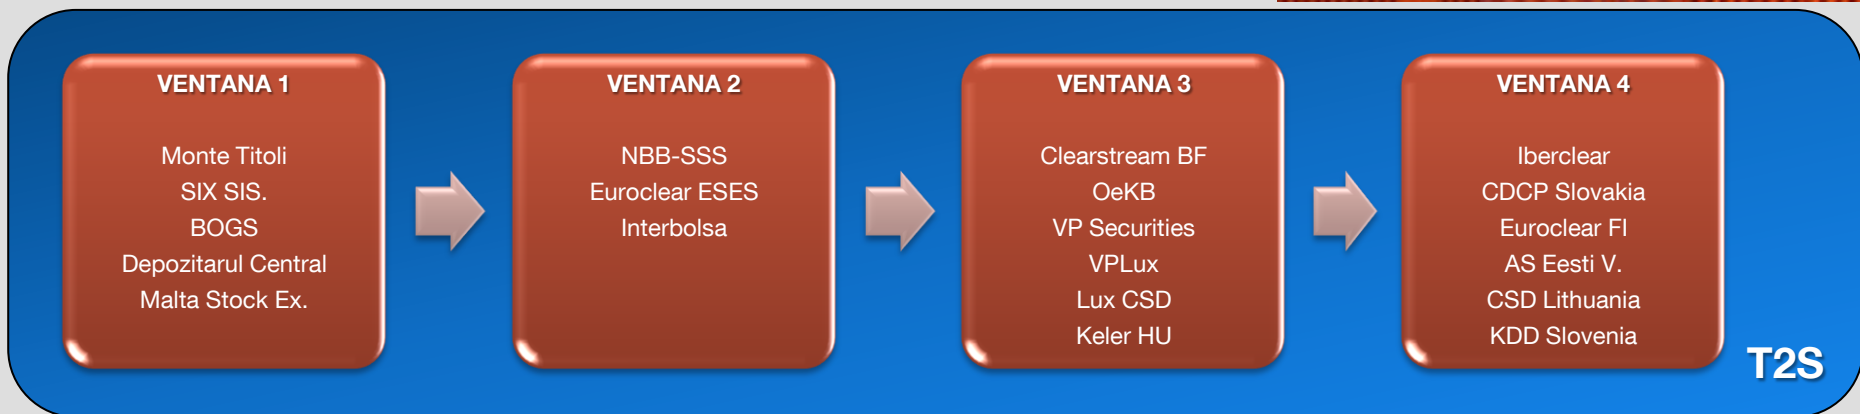 VENTANA 1
Monte Titoli
SIX SIS.
BOGS
Depozitarul Central
Malta Stock Ex.
VENTANA 2
NBB-SSS
Euroclear ESES
Interbolsa
VENTANA 3
Clearstream BF
OeKB
VP Securities
VPLux
Lux CSD
Keler HU
VENTANA 4
Iberclear
CDCP Slovakia
Euroclear FI
AS Eesti V.
CSD Lithuania
KDD Slovenia
T2S